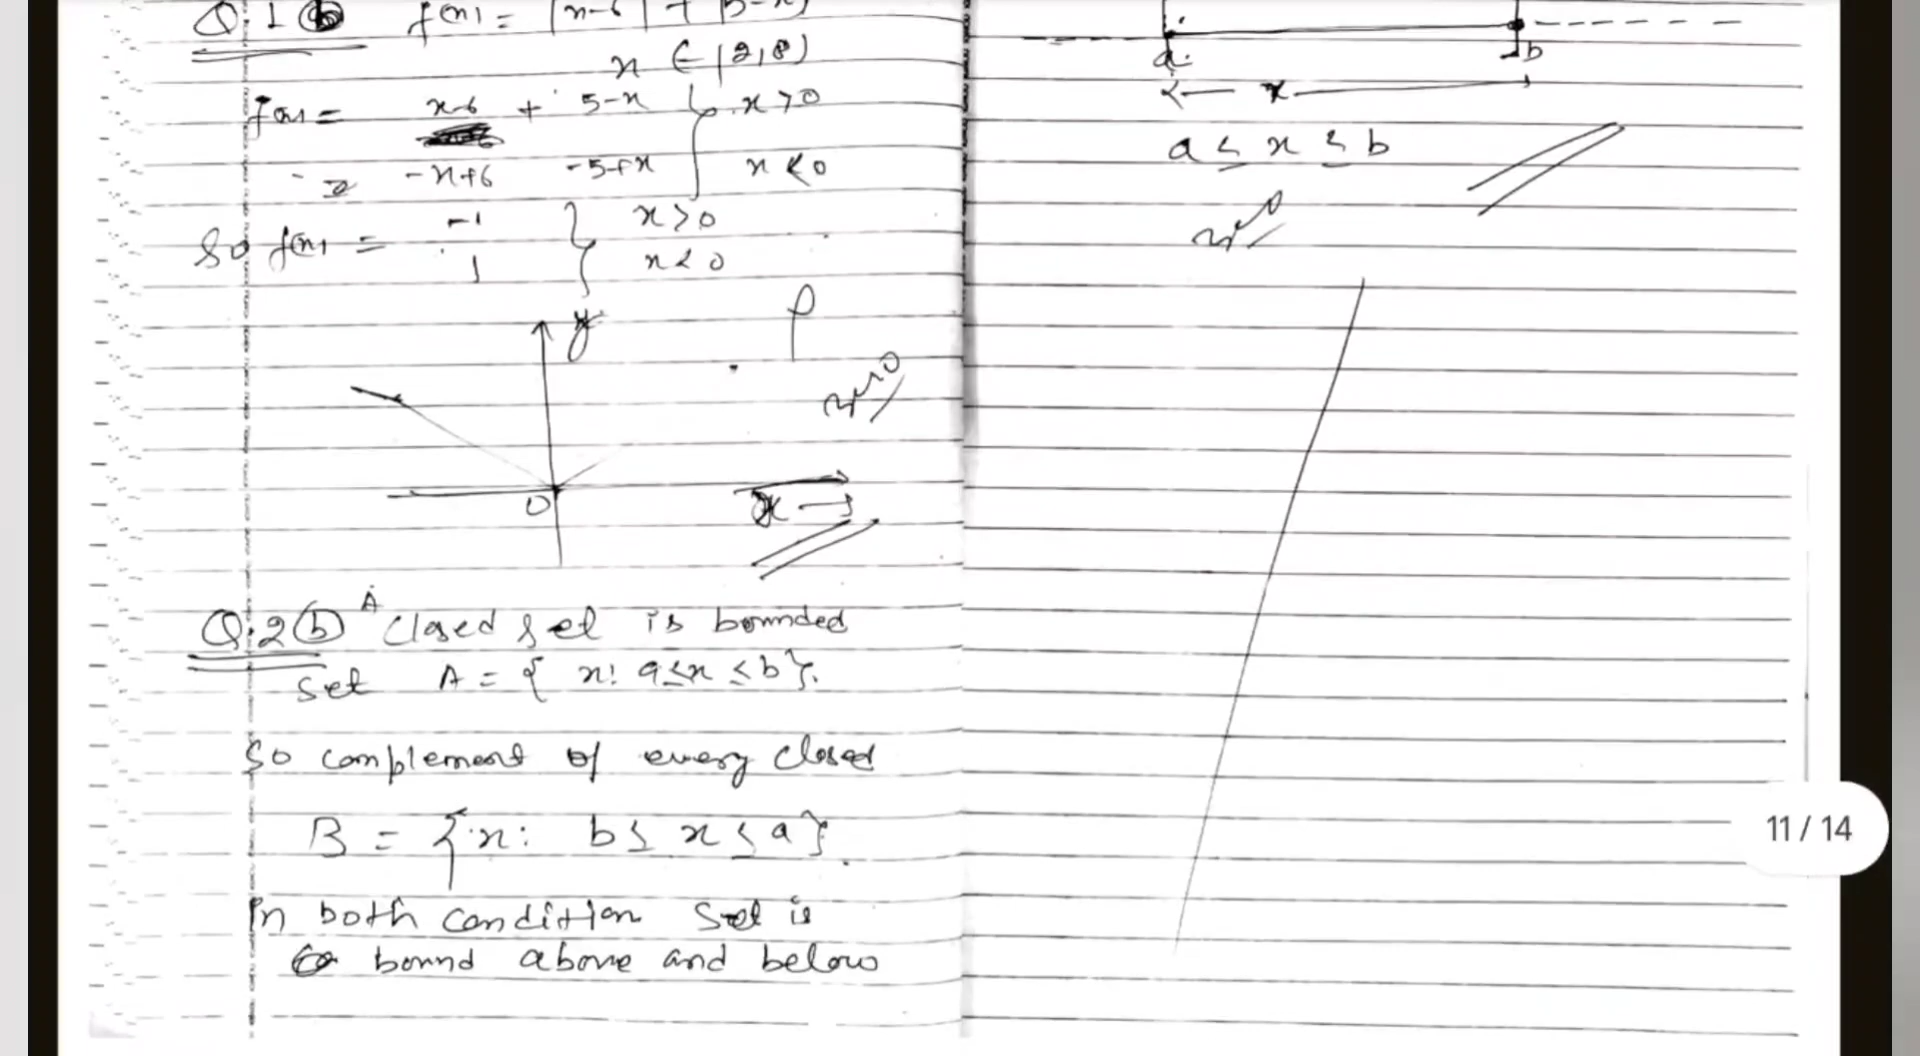 Q.1 (b) f(x) = |x-6| + |5-x|
x ∈ (2,8)
f(x) = x-6 + 5-x } x>0
= -x+6 -5+x } x<0
So f(x) = -1 } x>0
1 } x<0
y
O
x
zero
Q.2 (b) A closed set is bounded
set A = { x: a≤x≤b}.
So complement of every closed
B = {x: b≤ x≤a}.
In both condition set is
bound above and below
a b
x
a ≤ x ≤ b
zero
11 / 14